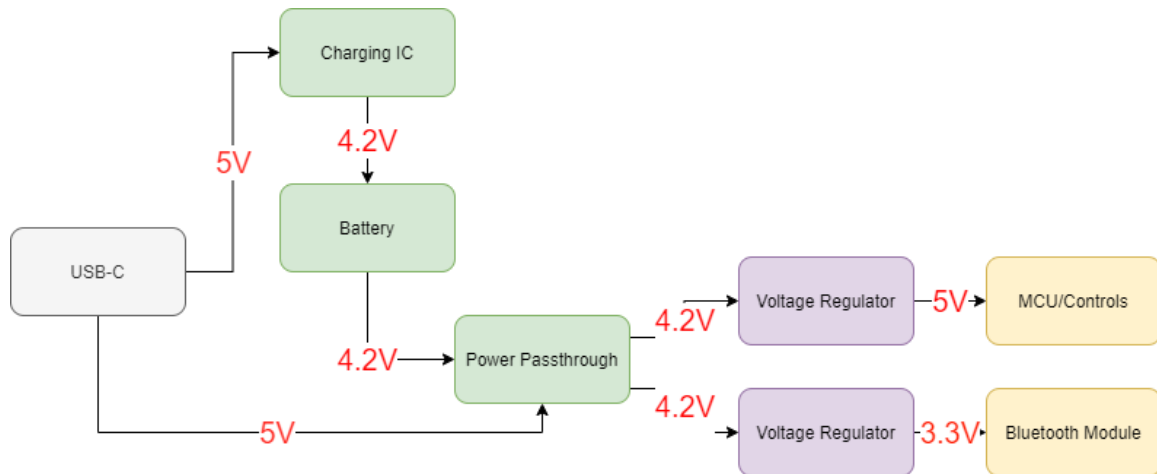 Charging IC
4.2V
5V
Battery
USB-C
4.2V
Power Passthrough
5V
4.2V
Voltage Regulator
5V
MCU/Controls
4.2V
Voltage Regulator
3.3V
Bluetooth Module